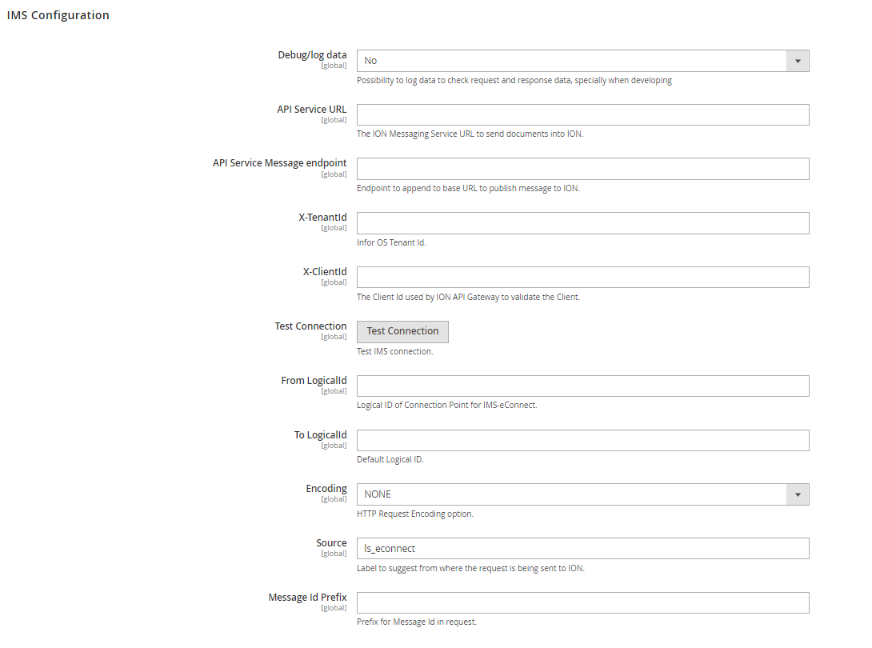 IMS Configuration
Debug/log data
[global]
No
Possibility to log data to check request and response data, specially when developing
API Service URL
[global]
The ION Messaging Service URL to send documents into ION.
API Service Message endpoint
[global]
Endpoint to append to base URL to publish message to ION.
X-TenantId
[global]
Infor OS Tenant Id.
X-ClientId
[global]
The Client Id used by ION API Gateway to validate the Client.
Test Connection
[global]
Test Connection
Test IMS connection.
From LogicalId
[global]
Logical ID of Connection Point for IMS-eConnect.
To LogicalId
[global]
Default Logical ID.
Encoding
[global]
NONE
HTTP Request Encoding option.
Source
[global]
ls_econnect
Label to suggest from where the request is being sent to ION.
Message Id Prefix
[global]
Prefix for Message Id in request.